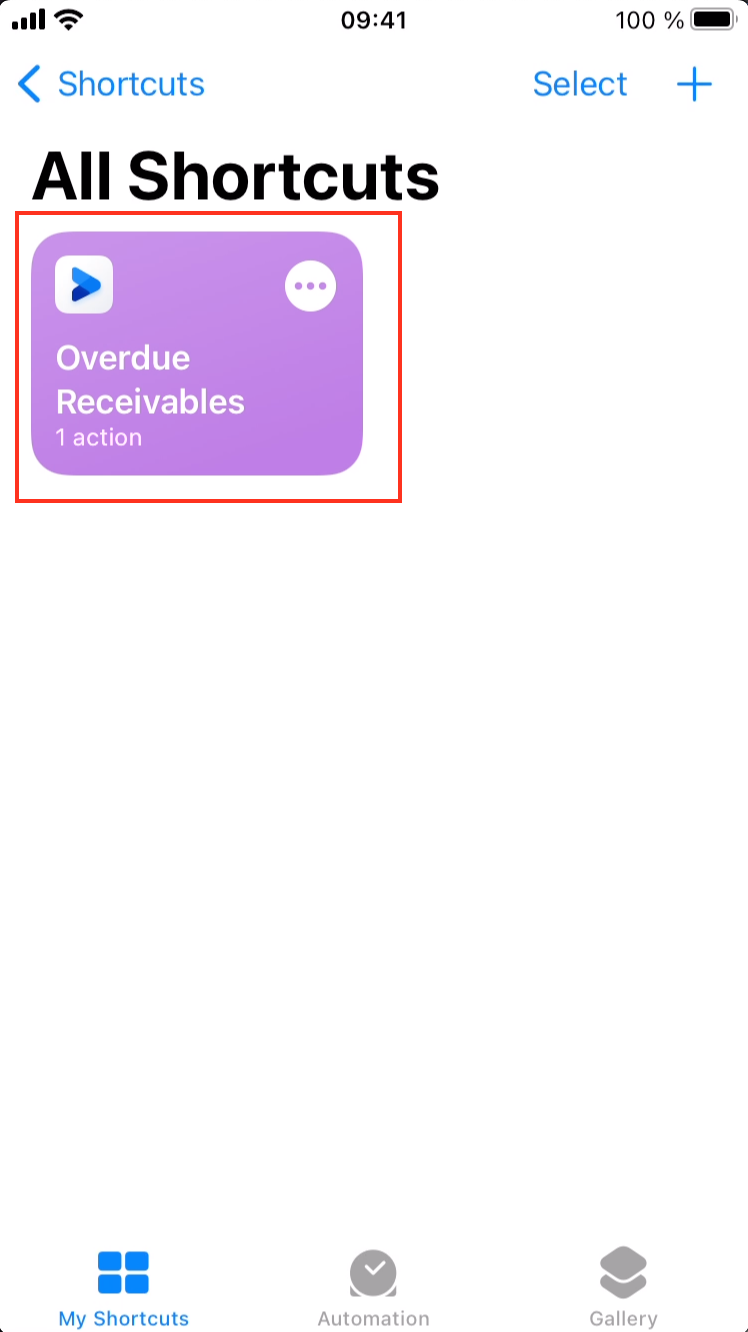 09:41
100 %
Shortcuts
Select
All Shortcuts
Overdue
Receivables
1 action
My Shortcuts
Automation
Gallery